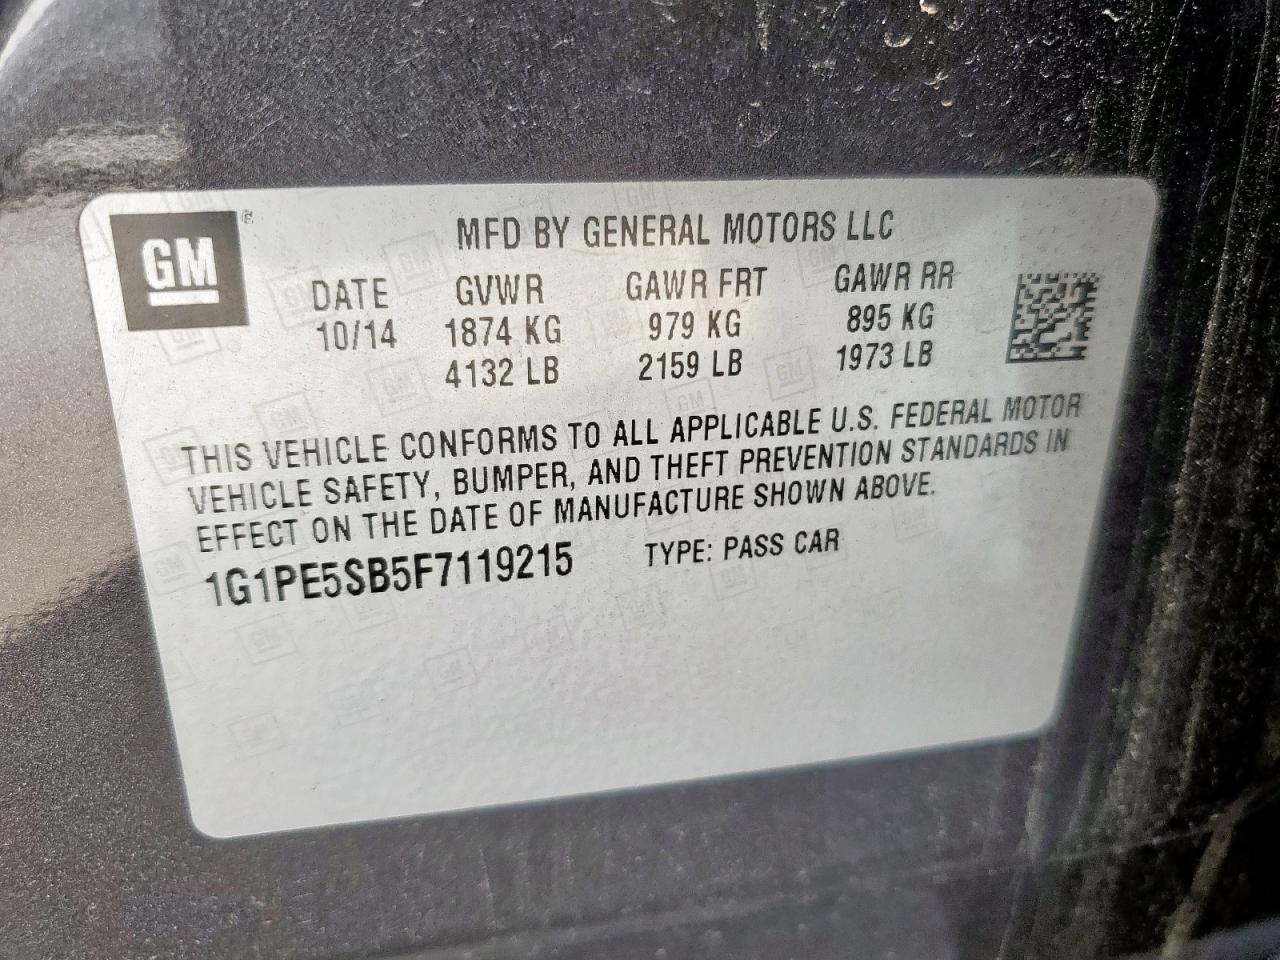 GM
MFD BY GENERAL MOTORS LLC
DATE GVWR GAWR FRT GAWR RR
10/14 1874 KG 979 KG 895 KG
4132 LB 2159 LB 1973 LB
THIS VEHICLE CONFORMS TO ALL APPLICABLE U.S. FEDERAL MOTOR
VEHICLE SAFETY, BUMPER, AND THEFT PREVENTION STANDARDS IN
EFFECT ON THE DATE OF MANUFACTURE SHOWN ABOVE.
1G1PE5SB5F7119215 TYPE: PASS CAR